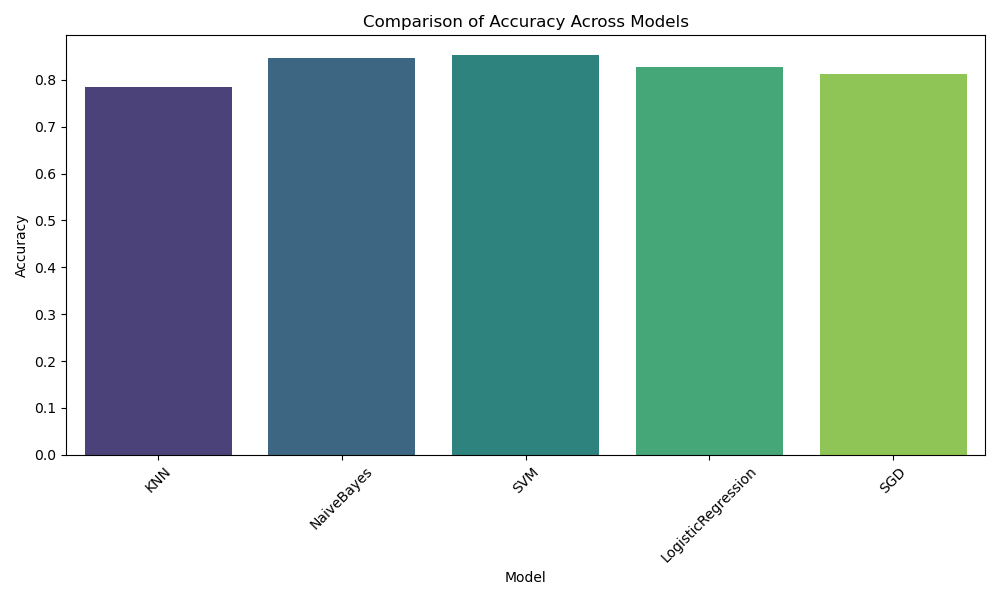 Comparison of Accuracy Across Models
Accuracy
0.8
0.7
0.6
0.5
0.4
0.3
0.2
0.1
0.0
KNN
NaiveBayes
SVM
LogisticRegression
SGD
Model